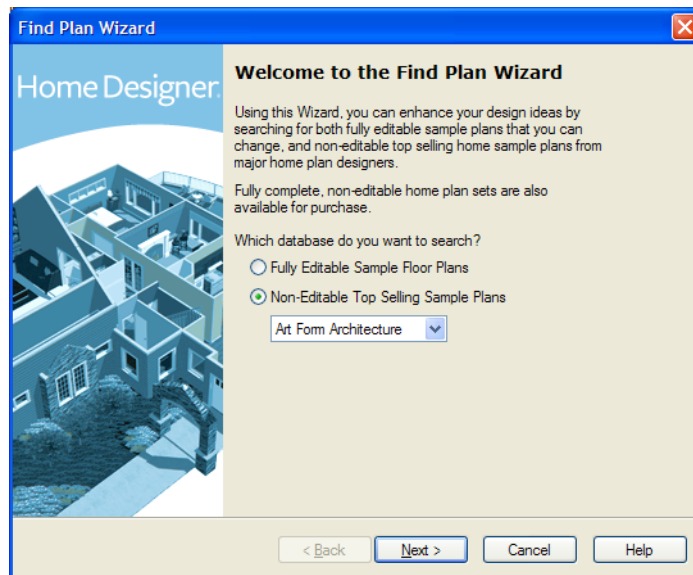 Find Plan Wizard
Home Designer.
Welcome to the Find Plan Wizard
Using this Wizard, you can enhance your design ideas by
searching for both fully editable sample plans that you can
change, and non-editable top selling home sample plans from
major home plan designers.
Fully complete, non-editable home plan sets are also
available for purchase.
Which database do you want to search?
Fully Editable Sample Floor Plans
Non-Editable Top Selling Sample Plans
Art Form Architecture
< Back Next > Cancel Help